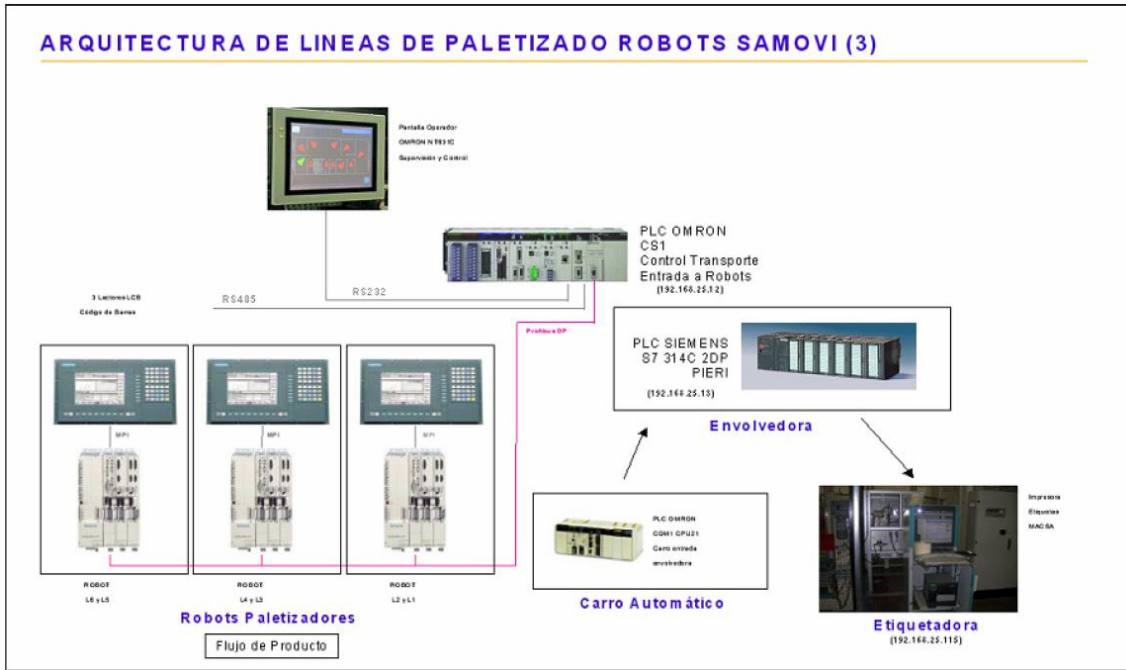 ARQUITECTURA DE LINEAS DE PALETIZADO ROBOTS SAMOVI (3)
Pantalla Operador
OMRON NT631C
Supervisión y Control
PLC OMRON
CS1
Control Transporte
Entrada a Robots
(192.168.25.12)
RS232
RS485
3 Lectores LCB
Código de Barras
Profibus DP
PLC SIEMENS
S7 314C 2DP
PIERI
(192.168.25.13)
Envolvedora
MPI
MPI
MPI
PLC OMRON
CQM1 CPU21
Carro entrada
envolvedora
Carro Automático
Impresora
Etiquetas
MACSA
Etiquetadora
(192.168.25.115)
ROBOT
L6 y L5
ROBOT
L4 y L3
ROBOT
L2 y L1
Robots Paletizadores
Flujo de Producto